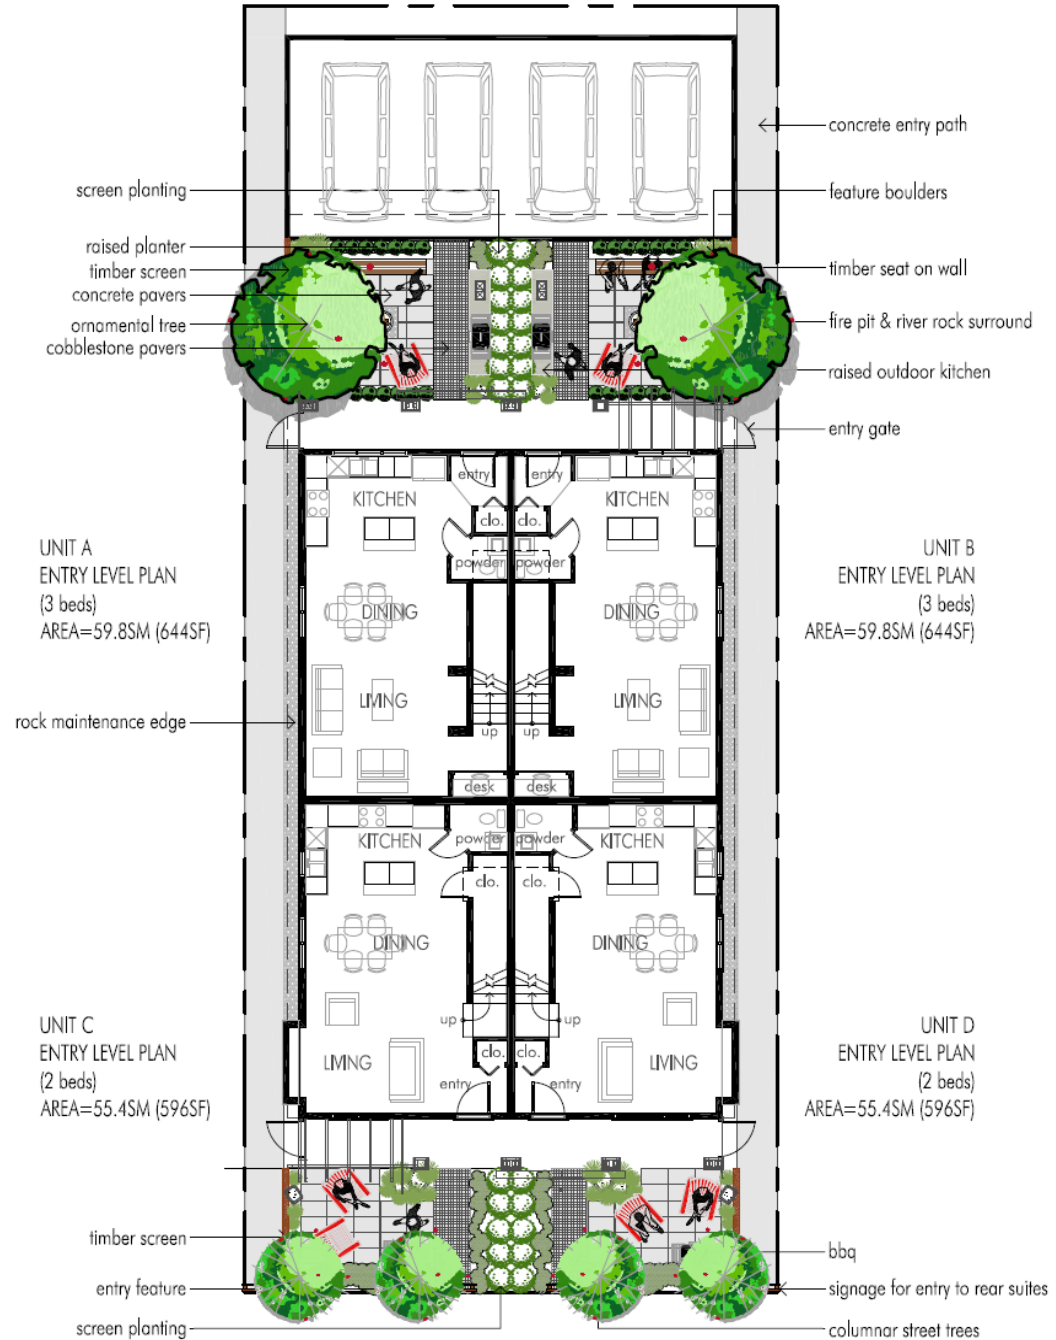 concrete entry path
screen planting
feature boulders
raised planter
timber screen
timber seat on wall
concrete pavers
ornamental tree
fire pit & river rock surround
cobblestone pavers
raised outdoor kitchen
entry gate
entry
entry
KITCHEN
KITCHEN
clo.
clo.
UNIT A
ENTRY LEVEL PLAN
(3 beds)
AREA=59.8SM (644SF)
UNIT B
ENTRY LEVEL PLAN
(3 beds)
AREA=59.8SM (644SF)
powder
powder
DINING
DINING
LIVING
LIVING
rock maintenance edge
up
up
desk
desk
KITCHEN
powder
powder
KITCHEN
clo.
clo.
DINING
DINING
UNIT C
ENTRY LEVEL PLAN
(2 beds)
AREA=55.4SM (596SF)
UNIT D
ENTRY LEVEL PLAN
(2 beds)
AREA=55.4SM (596SF)
up
up
clo.
clo.
LIVING
LIVING
entry
entry
timber screen
bbq
entry feature
signage for entry to rear suites
screen planting
columnar street trees